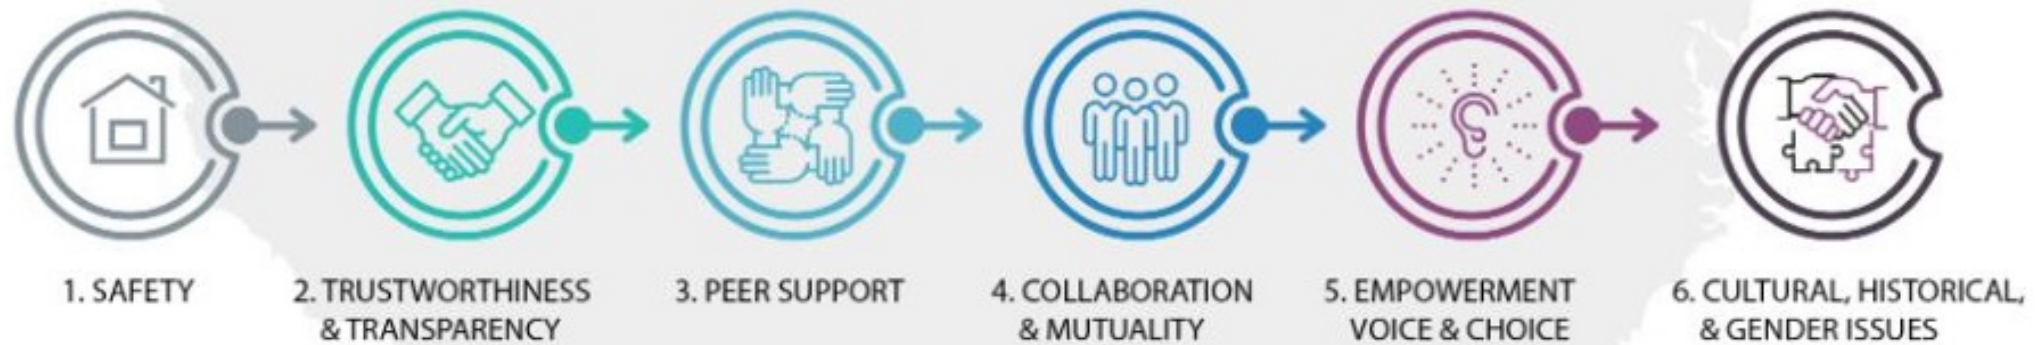 1. SAFETY
2. TRUSTWORTHINESS
& TRANSPARENCY
3. PEER SUPPORT
4. COLLABORATION
& MUTUALITY
5. EMPOWERMENT
VOICE & CHOICE
6. CULTURAL, HISTORICAL,
& GENDER ISSUES